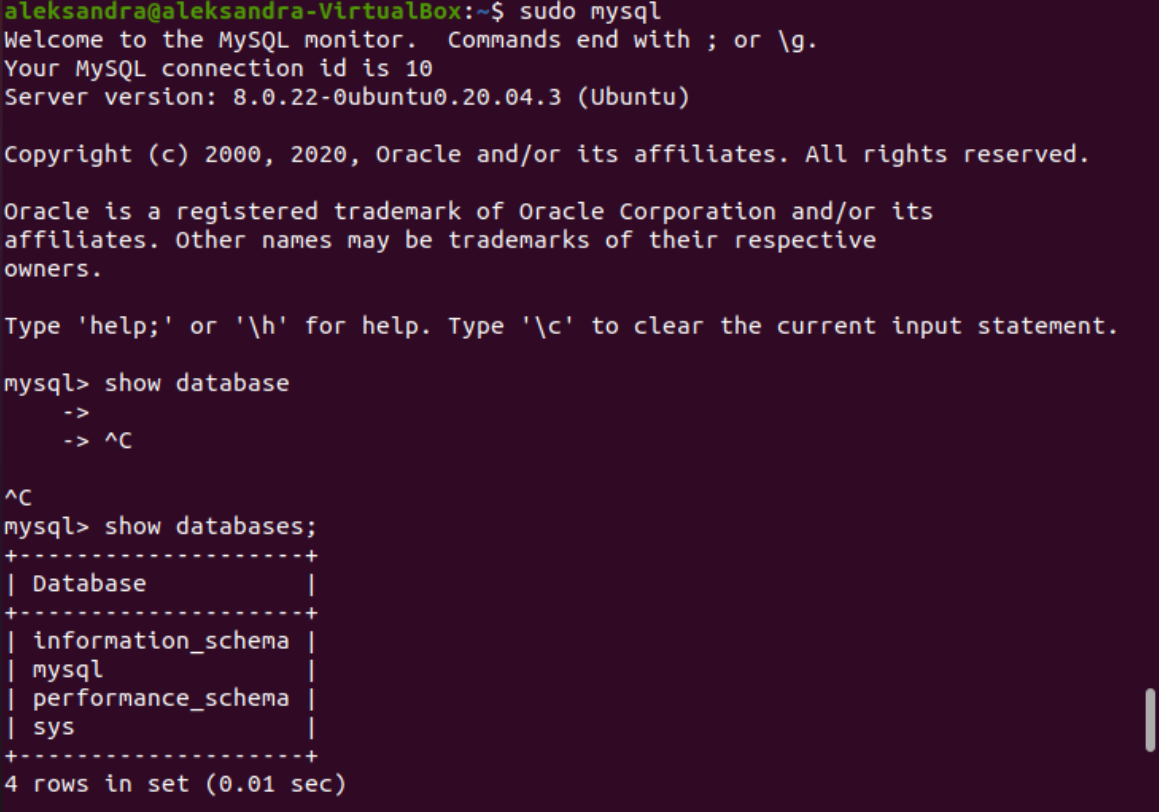 aleksandra@aleksandra-VirtualBox:~$ sudo mysql
Welcome to the MySQL monitor.  Commands end with ; or \g.
Your MySQL connection id is 10
Server version: 8.0.22-0ubuntu0.20.04.3 (Ubuntu)

Copyright (c) 2000, 2020, Oracle and/or its affiliates. All rights reserved.

Oracle is a registered trademark of Oracle Corporation and/or its
affiliates. Other names may be trademarks of their respective
owners.

Type 'help;' or '\h' for help. Type '\c' to clear the current input statement.

mysql> show database
    ->
    -> ^C

^C
mysql> show databases;
+--------------------+
| Database           |
+--------------------+
| information_schema |
| mysql              |
| performance_schema |
| sys                |
+--------------------+
4 rows in set (0.01 sec)